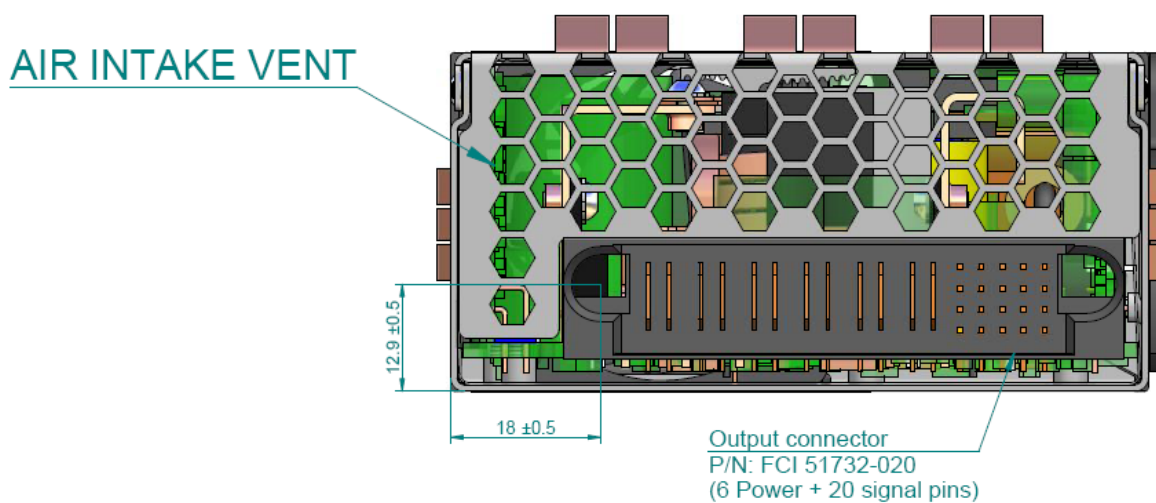 AIR INTAKE VENT
12.9 ±0.5
18 ±0.5
Output connector
P/N: FCI 51732-020
(6 Power + 20 signal pins)